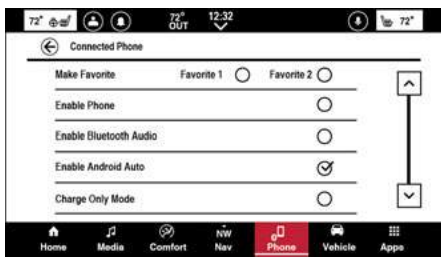 72° 72° OUT 12:32 72°
Connected Phone
Make Favorite Favorite 1 Favorite 2
Enable Phone
Enable Bluetooth Audio
Enable Android Auto
Charge Only Mode
NW
Home Media Comfort Nav Phone Vehicle Apps